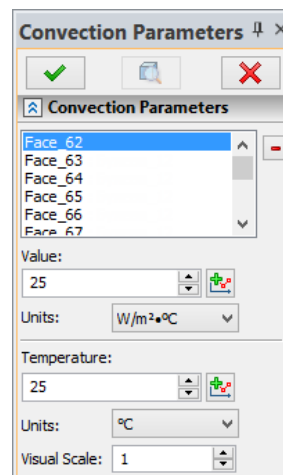 Convection Parameters
Convection Parameters
Face_62
Face_63
Face_64
Face_65
Face_66
Face_67
Value:
25
Units: W/m²•ºC
Temperature:
25
Units: ºC
Visual Scale: 1